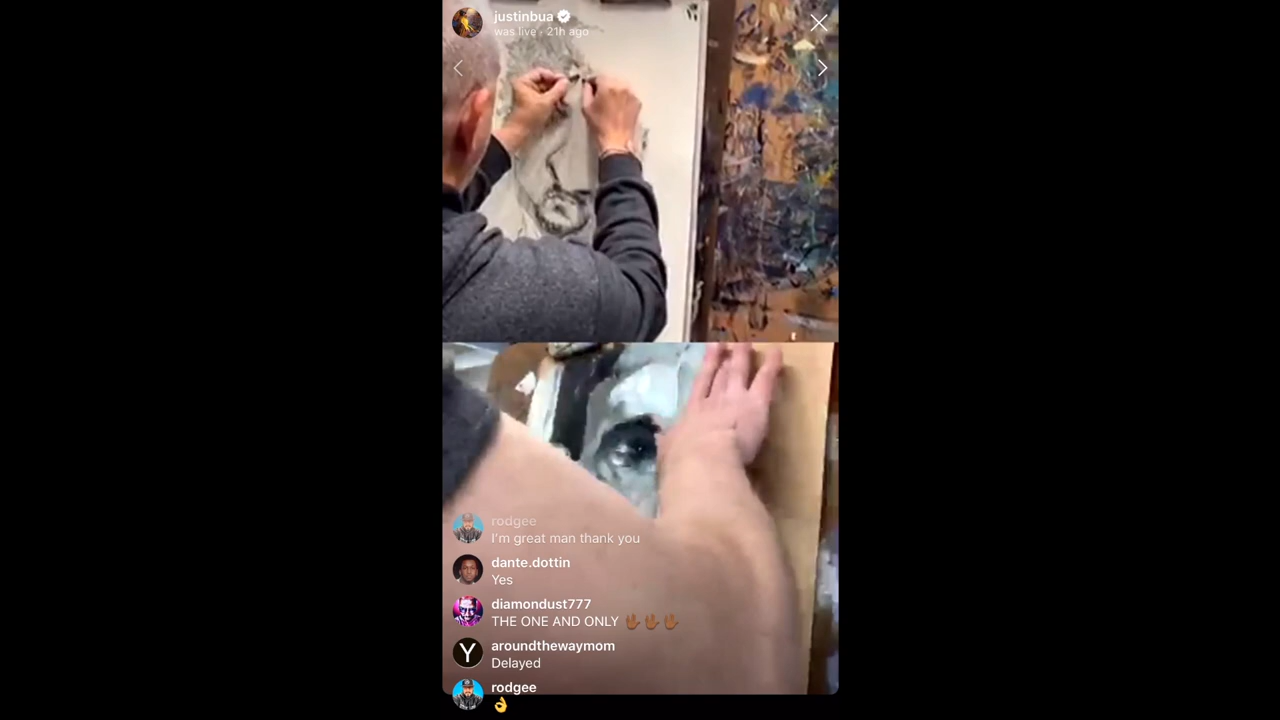 justinbua
was live · 21h ago
rodgee
I'm great man thank you
dante.dottin
Yes
diamondust777
THE ONE AND ONLY 🖖🏾🖖🏾🖖🏾
aroundthewaymom
Y
Delayed
rodgee
👌